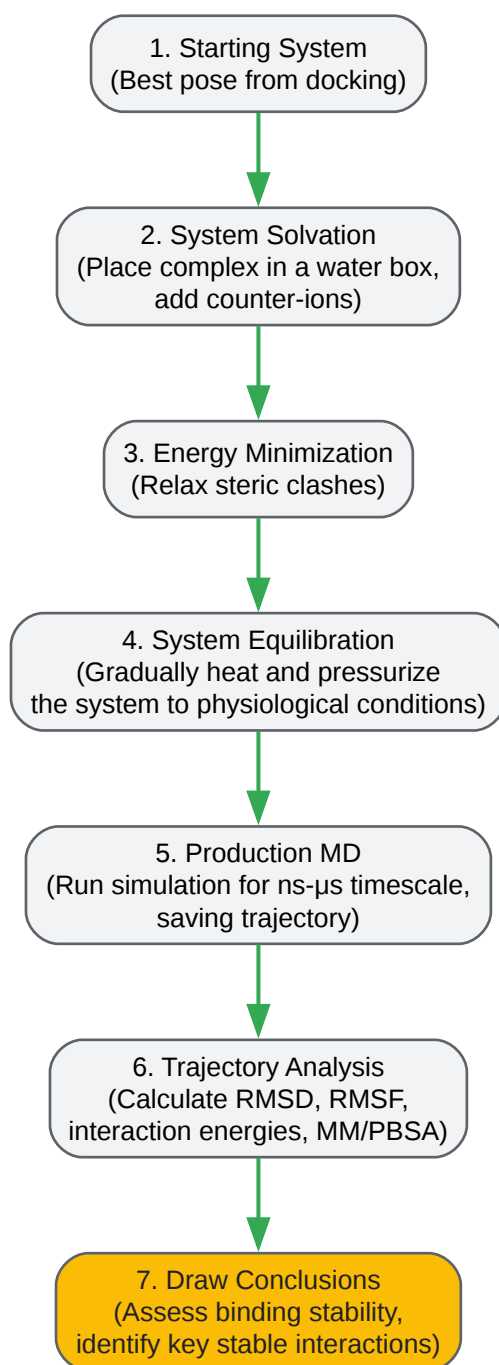 1. Starting System
(Best pose from docking)
2. System Solvation
(Place complex in a water box,
add counter-ions)
3. Energy Minimization
(Relax steric clashes)
4. System Equilibration
(Gradually heat and pressurize
the system to physiological conditions)
5. Production MD
(Run simulation for ns-μs timescale,
saving trajectory)
6. Trajectory Analysis
(Calculate RMSD, RMSF,
interaction energies, MM/PBSA)
7. Draw Conclusions
(Assess binding stability,
identify key stable interactions)